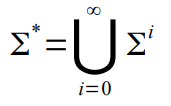 Σ* = ⋃_{i=0}^{∞} Σ^i